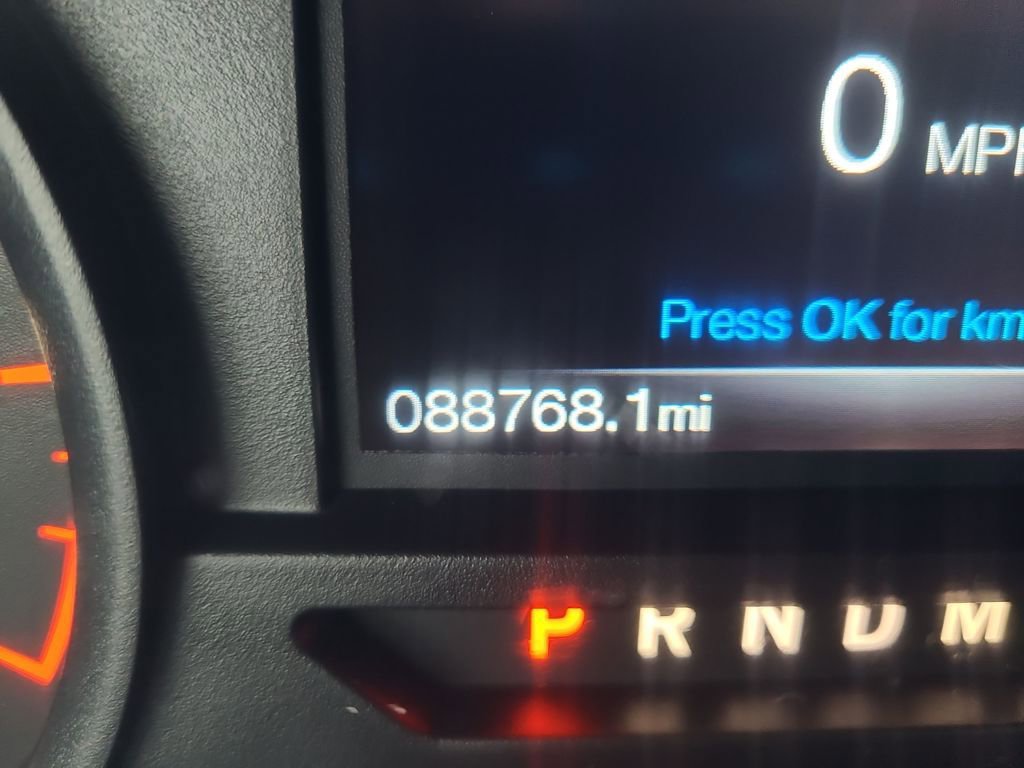 0 MPH
Press OK for km
088768.1mi
P R N D M